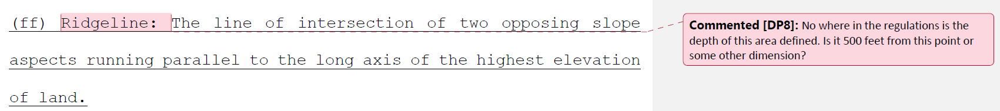 (ff) Ridgeline: The line of intersection of two opposing slope
aspects running parallel to the long axis of the highest elevation
of land.
Commented [DP8]: No where in the regulations is the
depth of this area defined. Is it 500 feet from this point or
some other dimension?